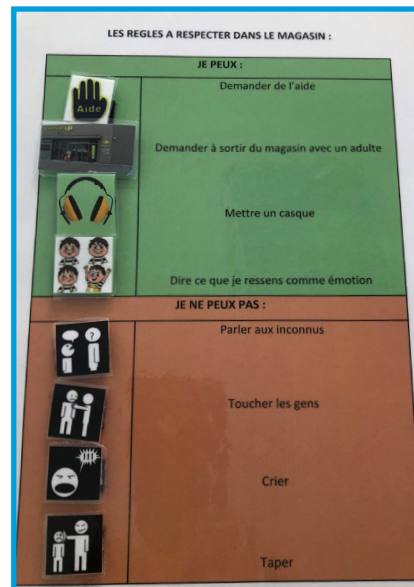 LES REGLES A RESPECTER DANS LE MAGASIN :
JE PEUX :
Aide
Demander de l'aide
Demander à sortir du magasin avec un adulte
Mettre un casque
Dire ce que je ressens comme émotion
JE NE PEUX PAS :
?
Parler aux inconnus
Toucher les gens
!!!
Crier
Taper